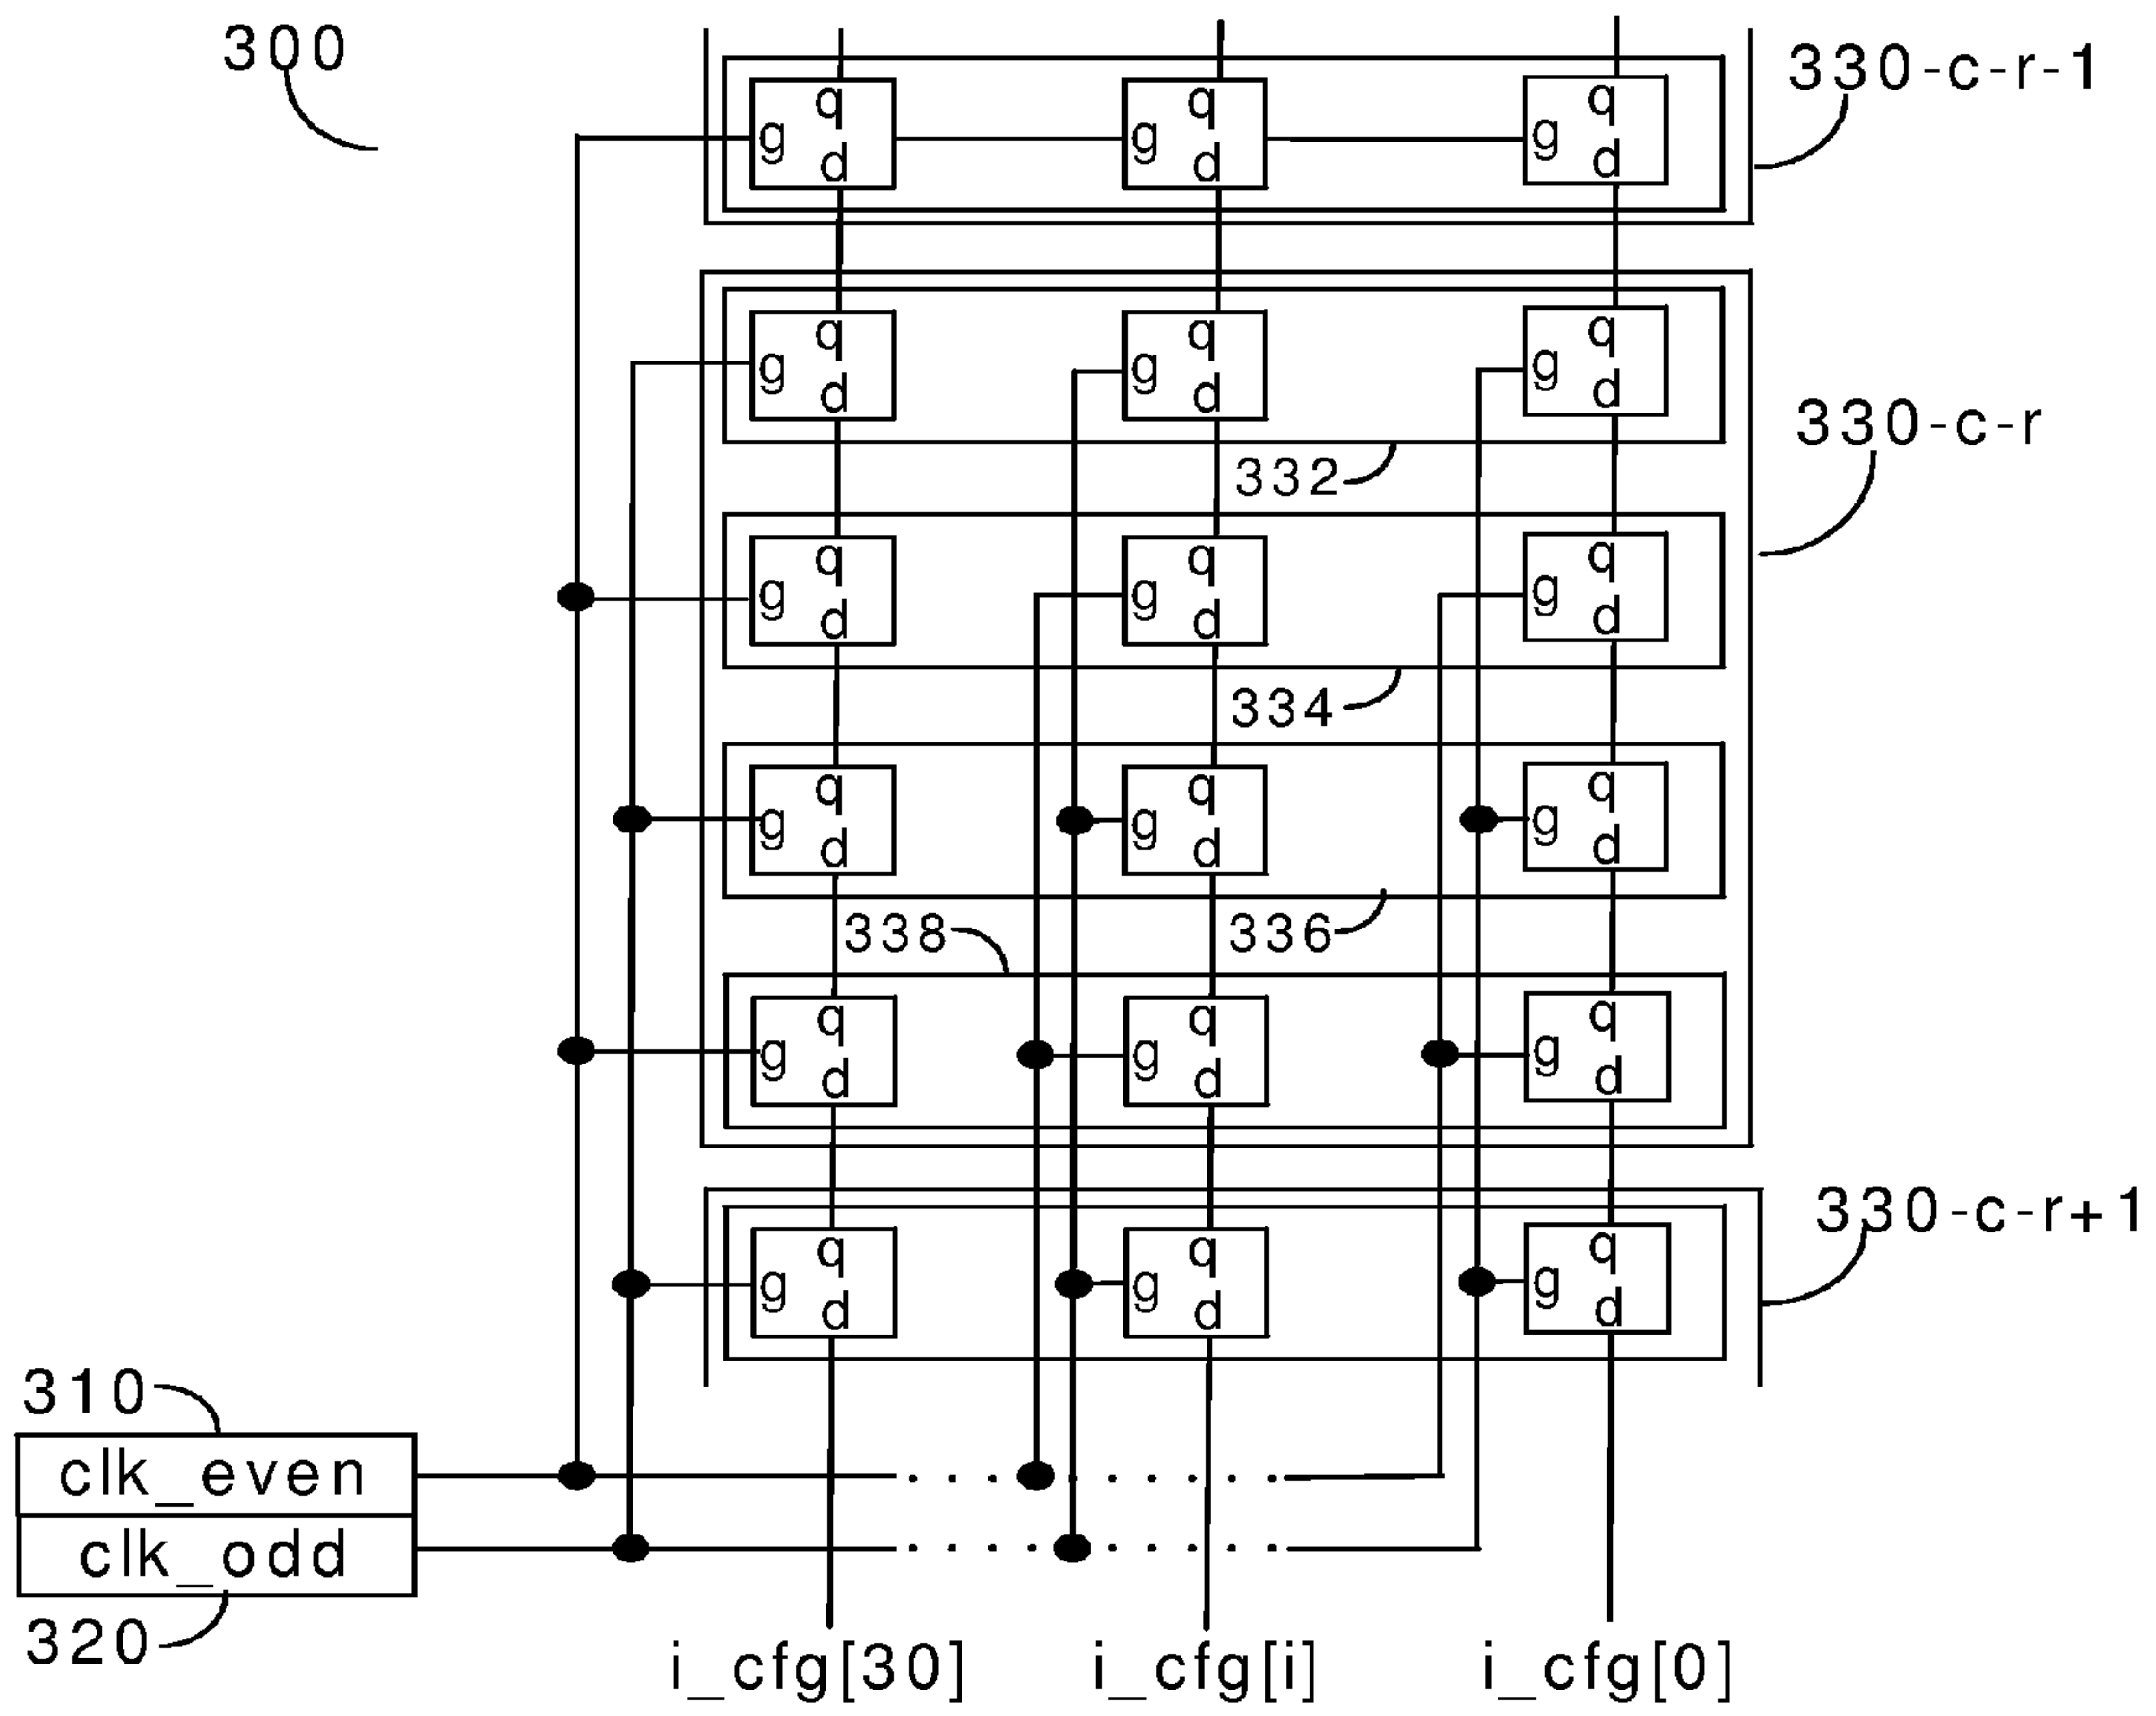 300
330-c-r-1
q q q
g g g
d d d
330-c-r
q q q
g g g
d d d
332
q q q
g g g
d d d
334
q q q
g g g
d d d
338 336
q q q
g g g
d d d
330-c-r+1
q q q
g g g
d d d
310
clk_even
clk_odd
320
i_cfg[30] i_cfg[i] i_cfg[0]